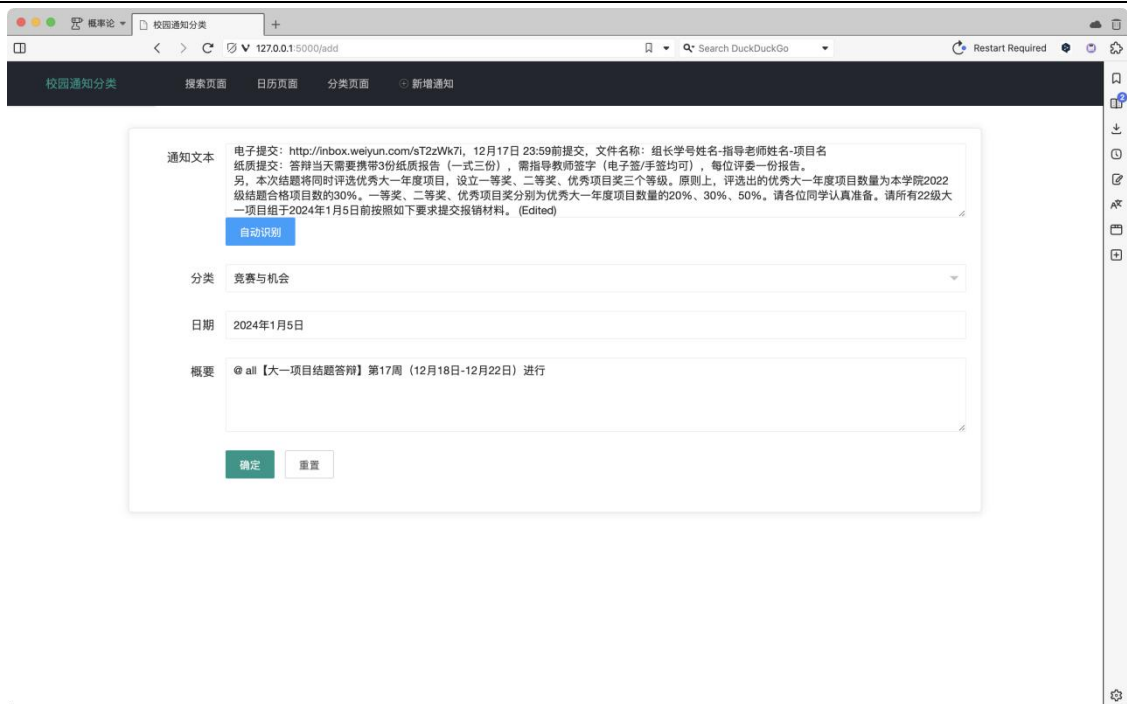 概率论
校园通知分类
127.0.0.1:5000/add
Search DuckDuckGo
Restart Required
校园通知分类
搜索页面
日历页面
分类页面
新增通知
2
通知文本
电子提交：http://inbox.weiyun.com/sT2zWk7i，12月17日 23:59前提交，文件名称：组长学号姓名-指导老师姓名-项目名
纸质提交：答辩当天需要携带3份纸质报告（一式三份），需指导教师签字（电子签/手签均可），每位评委一份报告。
另，本次结题将同时评选优秀大一年度项目，设立一等奖、二等奖、优秀项目奖三个等级。原则上，评选出的优秀大一年度项目数量为本学院2022
级结题合格项目数的30%。一等奖、二等奖、优秀项目奖分别为优秀大一年度项目数量的20%、30%、50%。请各位同学认真准备。请所有22级大
一项目组于2024年1月5日前按照如下要求提交报销材料。 (Edited)
自动识别
分类
竞赛与机会
日期
2024年1月5日
概要
@ all【大一项目结题答辩】第17周（12月18日-12月22日）进行
确定
重置